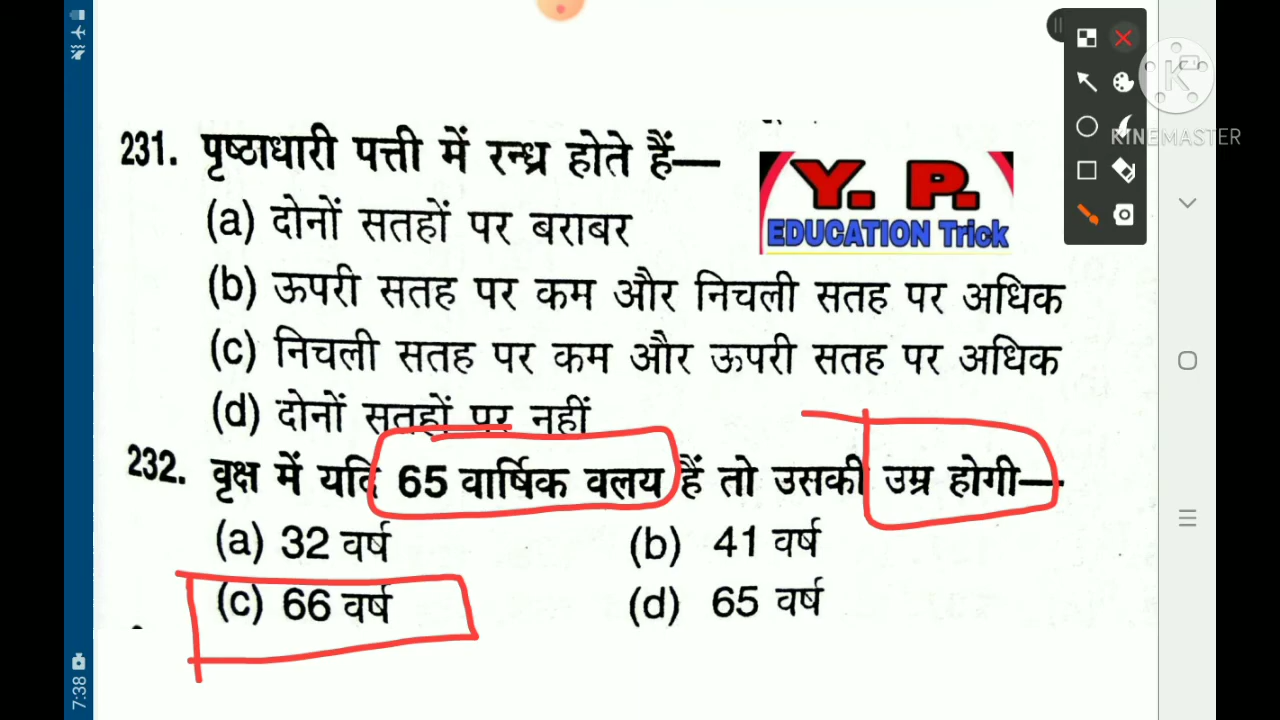 231. पृष्ठाधारी पत्ती में रन्ध्र होते हैं—
(a) दोनों सतहों पर बराबर
(b) ऊपरी सतह पर कम और निचली सतह पर अधिक
(c) निचली सतह पर कम और ऊपरी सतह पर अधिक
(d) दोनों सतहों पर नहीं
232. वृक्ष में यदि 65 वार्षिक वलय हैं तो उसकी उम्र होगी—
(a) 32 वर्ष (b) 41 वर्ष
(c) 66 वर्ष (d) 65 वर्ष
Y. P.
EDUCATION Trick
K
KINEMASTER
7:38